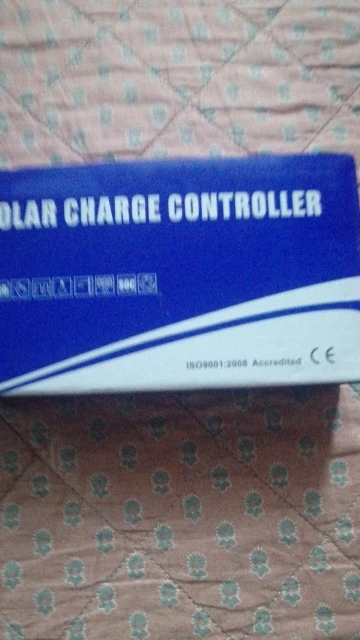 OLAR CHARGE CONTROLLER
ISO9001:2008 Accredited CE